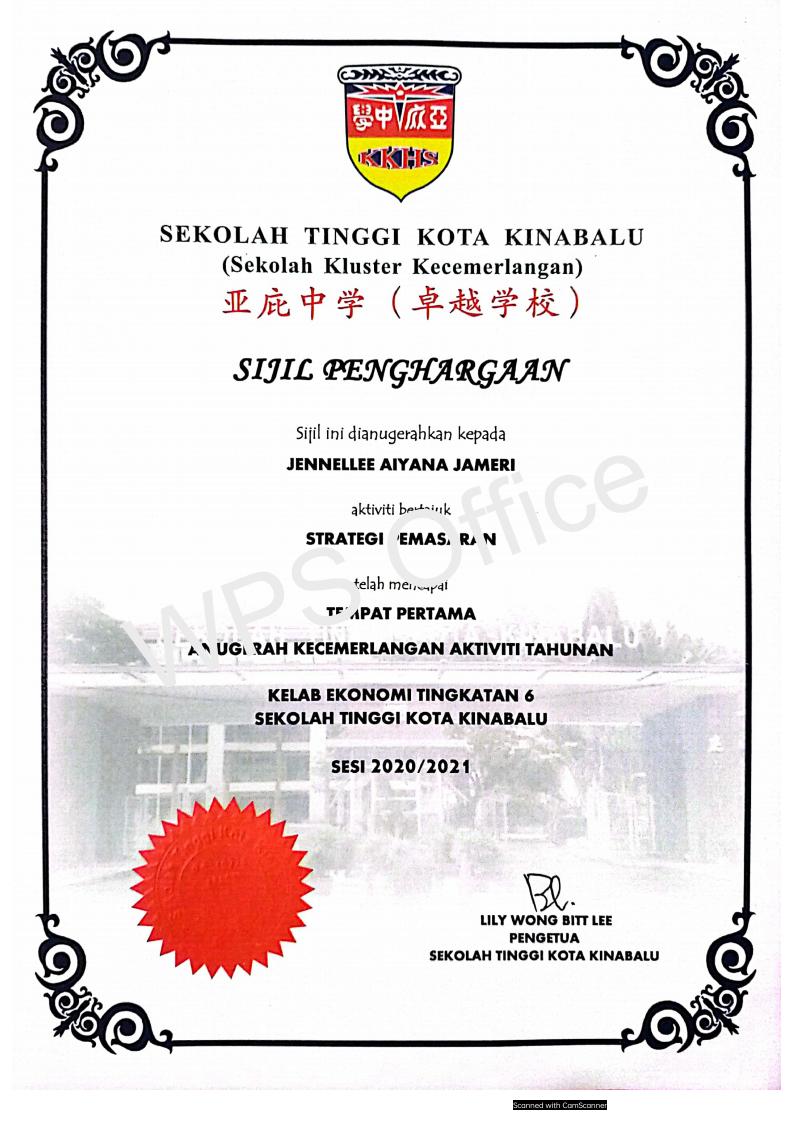 學中庇亞
KKHS
SEKOLAH TINGGI KOTA KINABALU
(Sekolah Kluster Kecemerlangan)
亚庇中学（卓越学校）
SIJIL PENGHARGAAN
Sijil ini dianugerahkan kepada
JENNELLEE AIYANA JAMERI
aktiviti bertajuk
STRATEGI PEMASARAN
telah mencapai
TEMPAT PERTAMA
ANUGERAH KECEMERLANGAN AKTIVITI TAHUNAN
KELAB EKONOMI TINGKATAN 6
SEKOLAH TINGGI KOTA KINABALU
SESI 2020/2021
LILY WONG BITT LEE
PENGETUA
SEKOLAH TINGGI KOTA KINABALU
WPS Office
Scanned with CamScanner